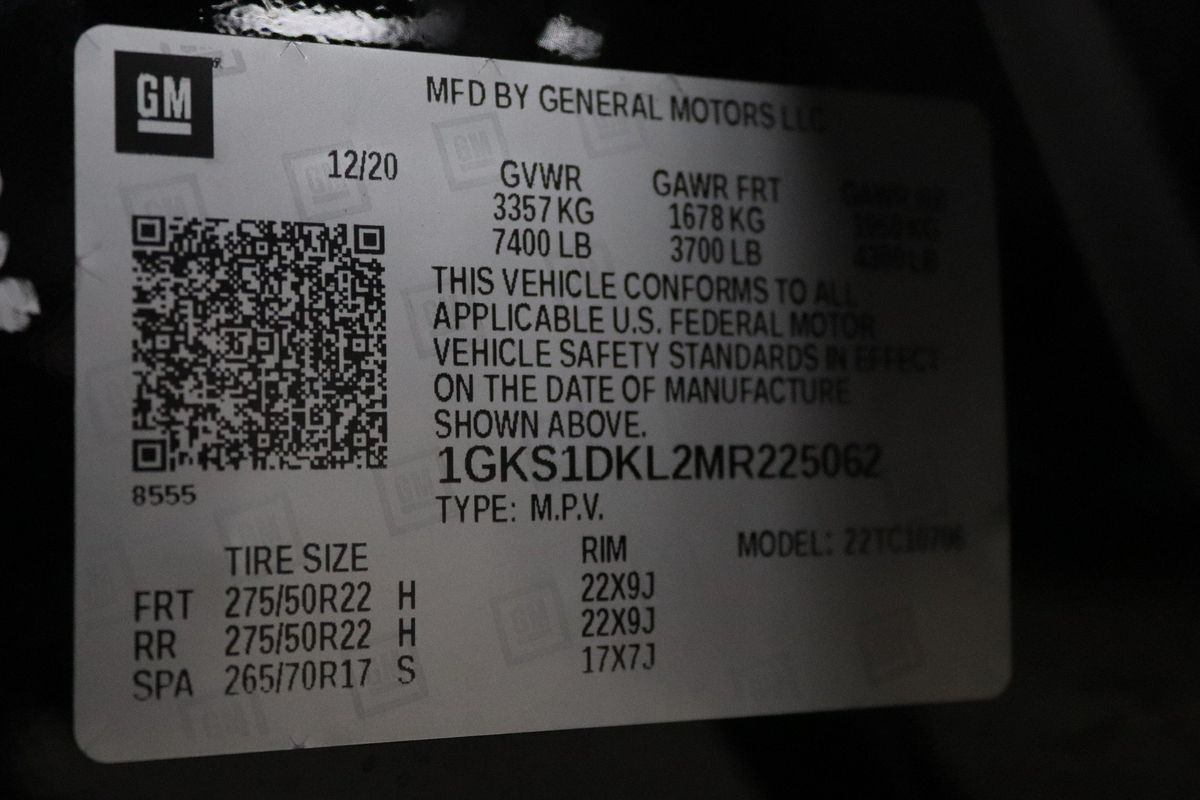 GM
MFD BY GENERAL MOTORS LLC
12/20
GVWR GAWR FRT GAWR RR
3357 KG 1678 KG
7400 LB 3700 LB
THIS VEHICLE CONFORMS TO ALL
APPLICABLE U.S. FEDERAL MOTOR
VEHICLE SAFETY STANDARDS IN EFFECT
ON THE DATE OF MANUFACTURE
SHOWN ABOVE.
1GKS1DKL2MR225062
8555
TYPE: M.P.V.
MODEL:
TIRE SIZE RIM
FRT 275/50R22 H 22X9J
RR 275/50R22 H 22X9J
SPA 265/70R17 S 17X7J